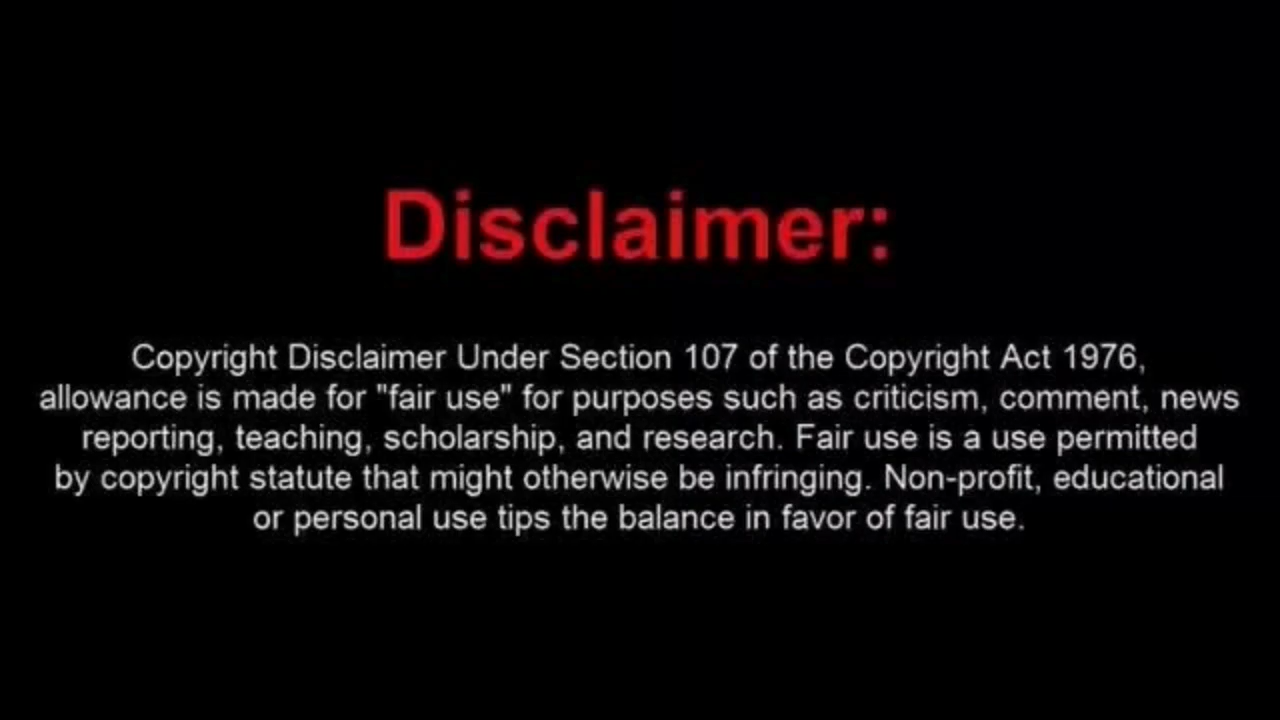 Disclaimer:
Copyright Disclaimer Under Section 107 of the Copyright Act 1976,
allowance is made for "fair use" for purposes such as criticism, comment, news
reporting, teaching, scholarship, and research. Fair use is a use permitted
by copyright statute that might otherwise be infringing. Non-profit, educational
or personal use tips the balance in favor of fair use.